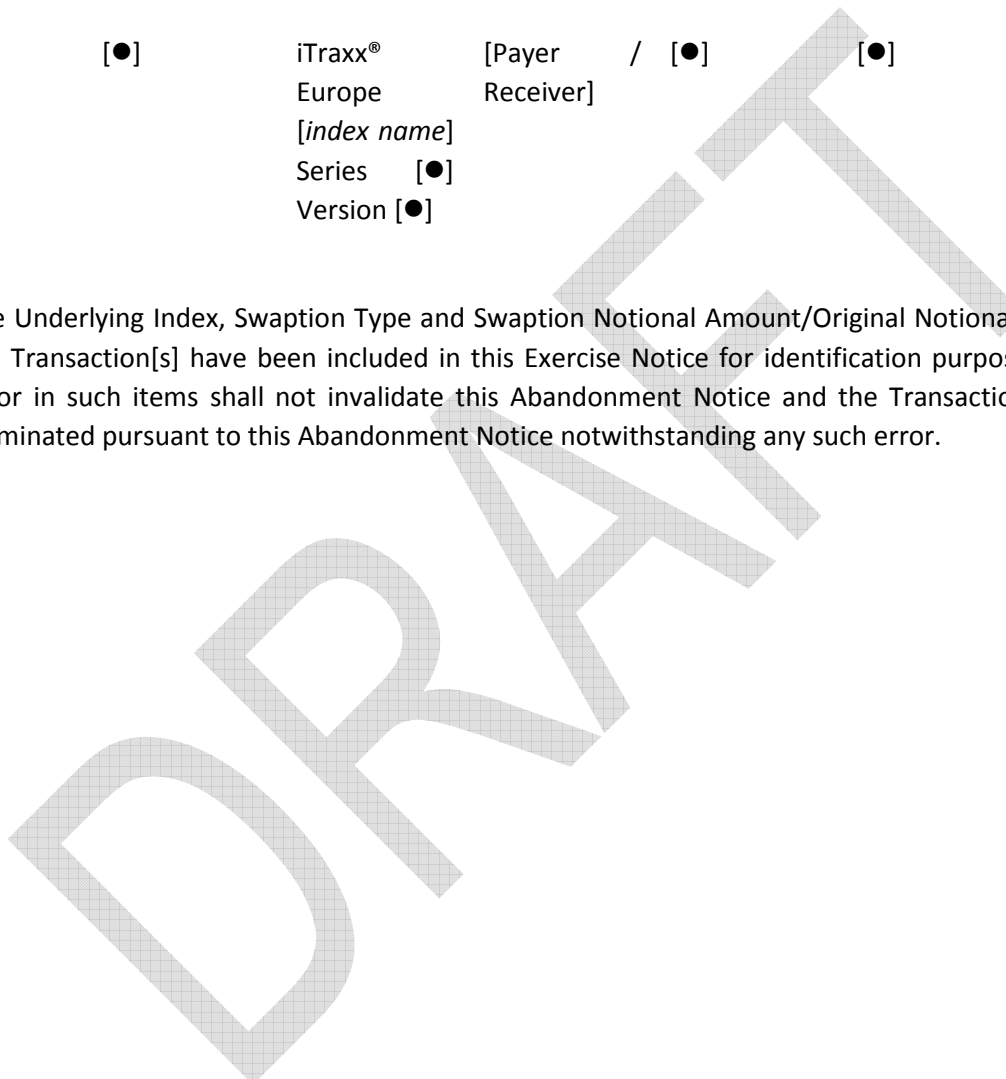 [●] iTraxx® [Payer / [●] [●]
Europe Receiver]
[index name]
Series [●]
Version [●]
Underlying Index, Swaption Type and Swaption Notional Amount/Original Notiona
Transaction[s] have been included in this Exercise Notice for identification purpos
or in such items shall not invalidate this Abandonment Notice and the Transactio
minated pursuant to this Abandonment Notice notwithstanding any such error.
DRAFT